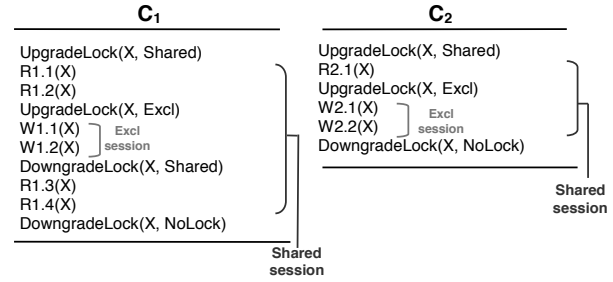 C1
UpgradeLock(X, Shared)
R1.1(X)
R1.2(X)
UpgradeLock(X, Excl)
W1.1(X)
W1.2(X)
Excl
session
DowngradeLock(X, Shared)
R1.3(X)
R1.4(X)
DowngradeLock(X, NoLock)
Shared
session
C2
UpgradeLock(X, Shared)
R2.1(X)
UpgradeLock(X, Excl)
W2.1(X)
W2.2(X)
Excl
session
DowngradeLock(X, NoLock)
Shared
session